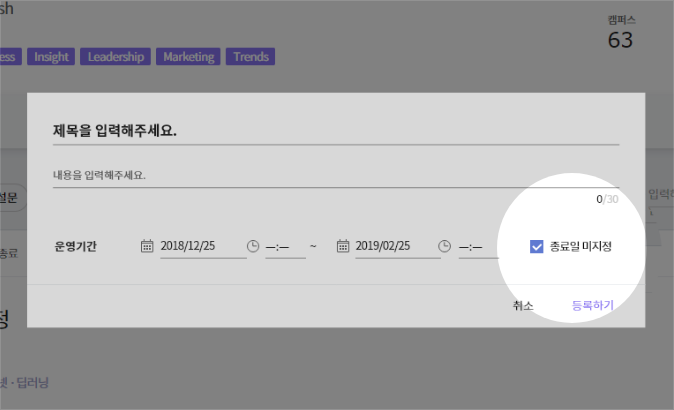 sh
캠퍼스
63
ess Insight Leadership Marketing Trends
제목을 입력해주세요.
내용을 입력해주세요.
0/30
설문
입력해
운영기간 2018/12/25 —:— ~ 2019/02/25 —:— 종료일 미지정
종료
취소 등록하기
정
넷 · 딥러닝